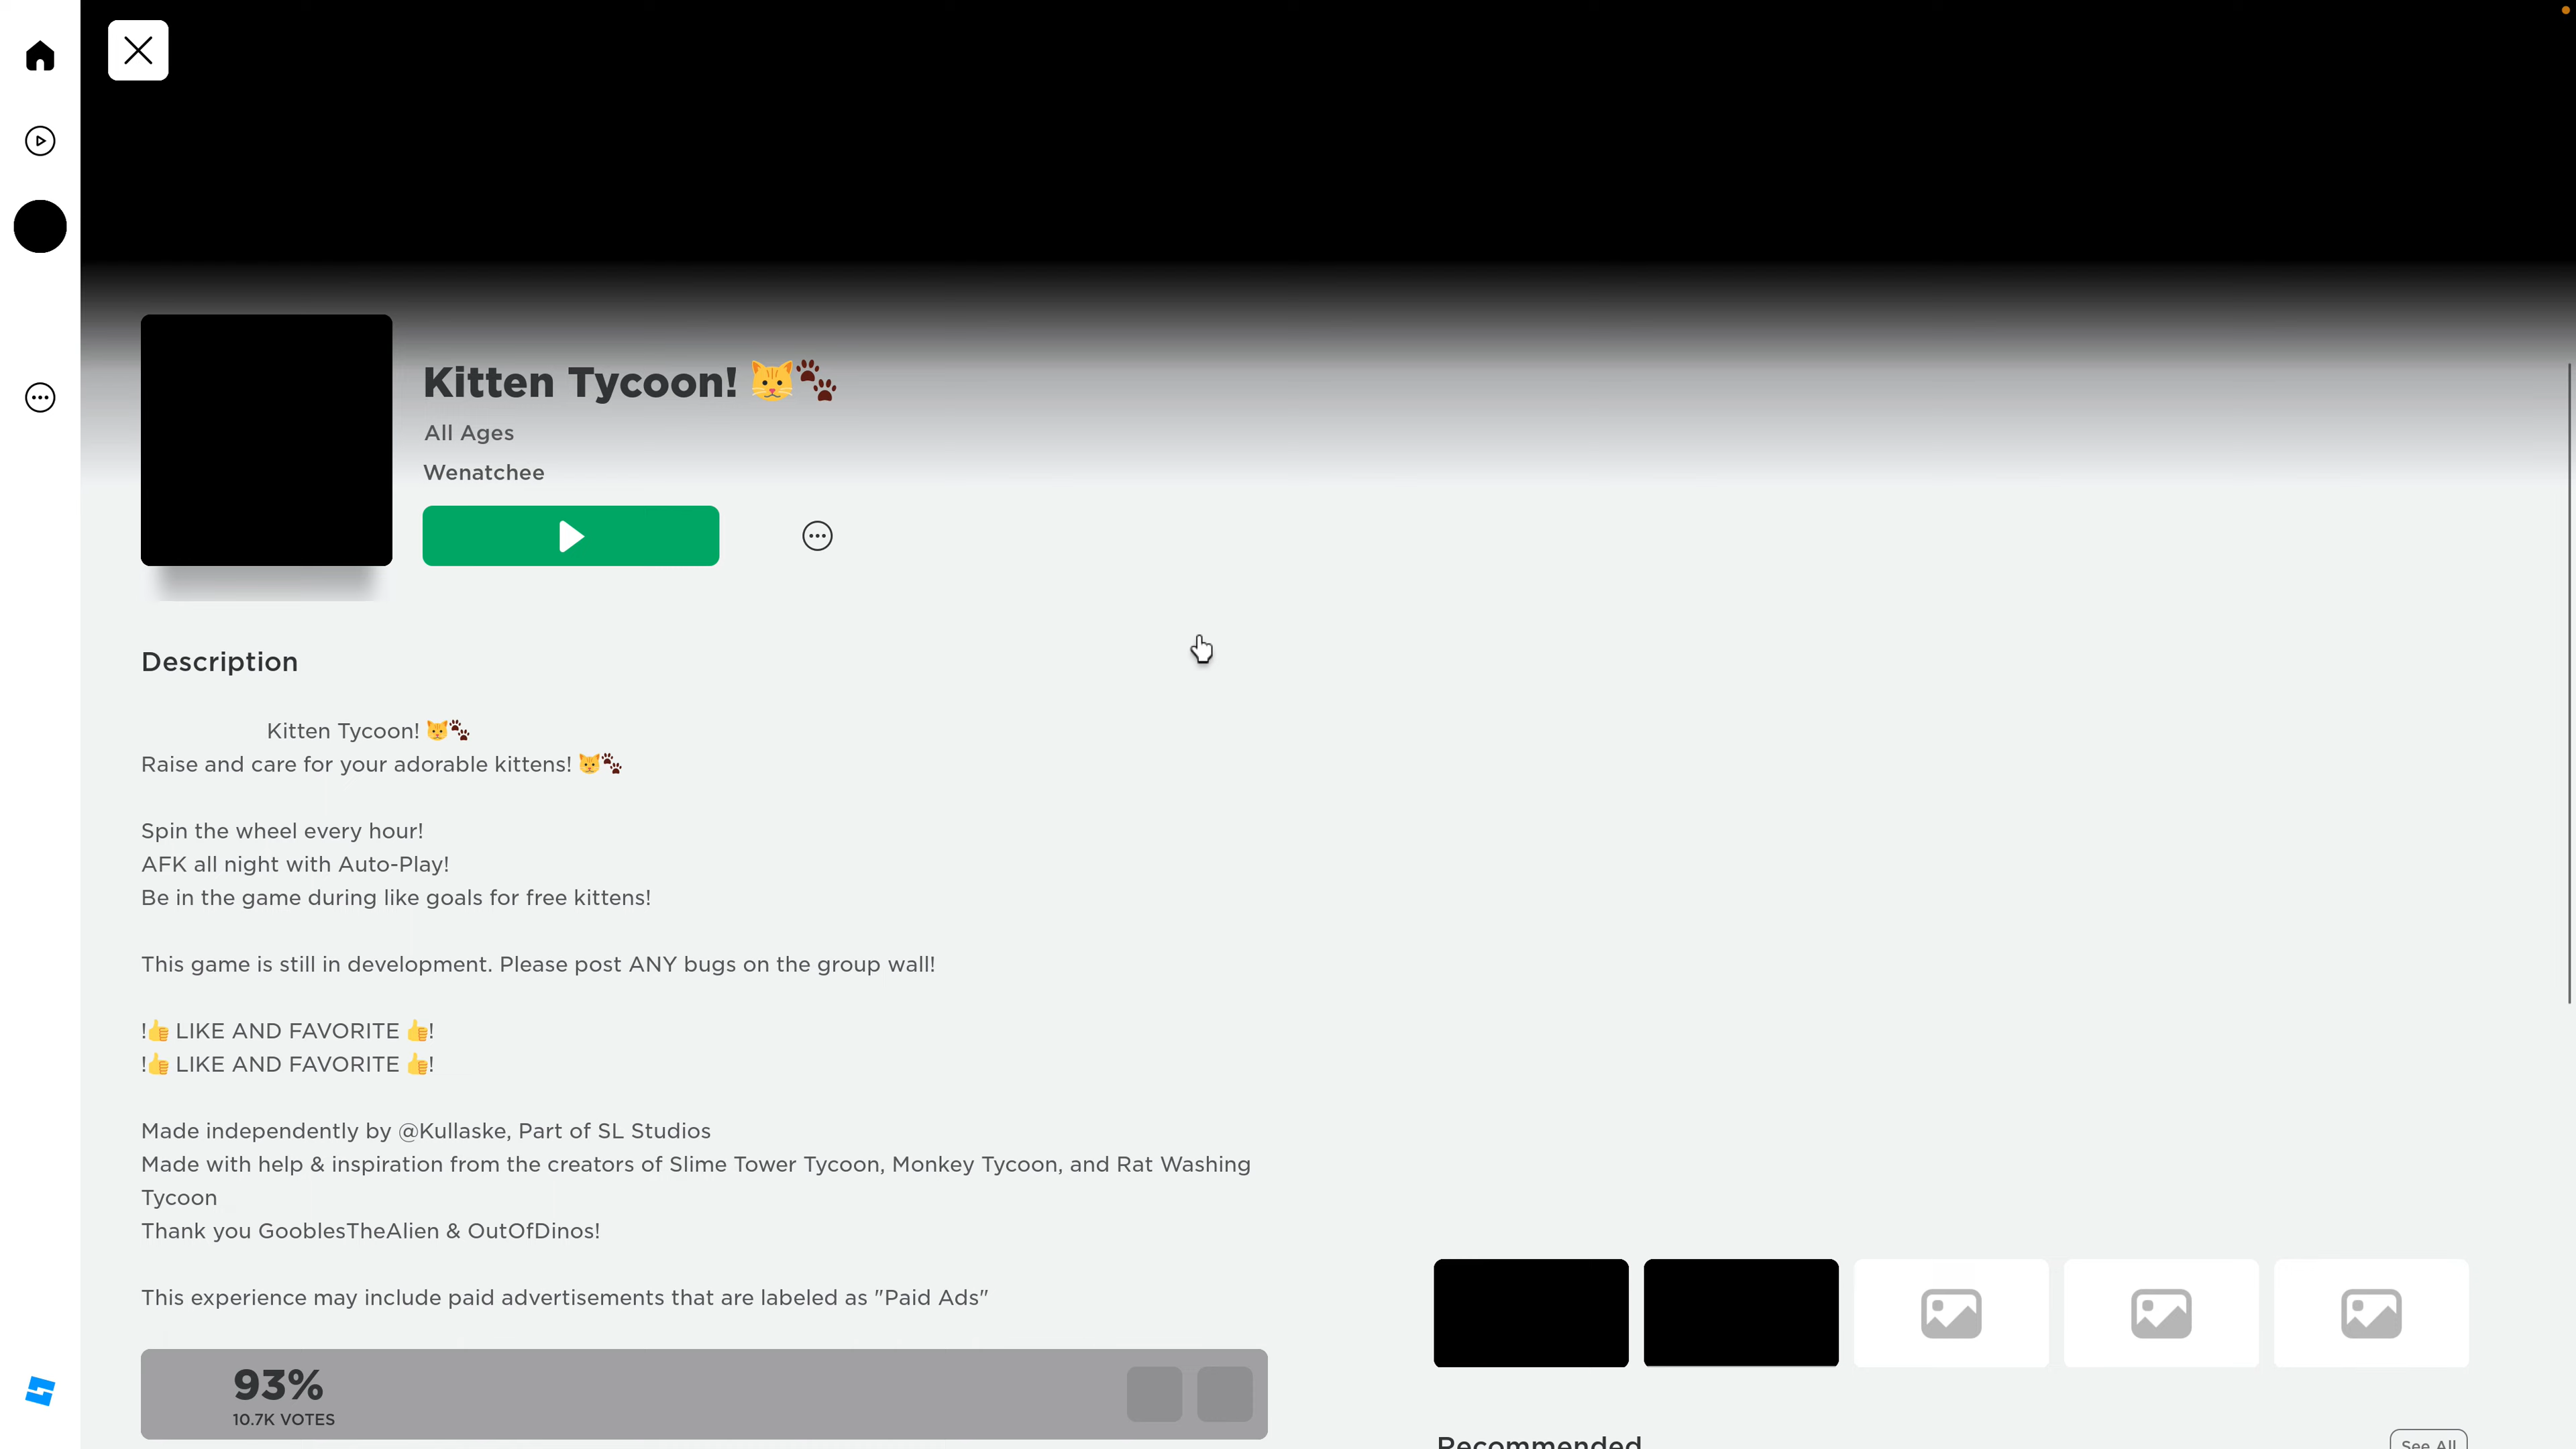 Kitten Tycoon! 🐱🐾
All Ages
Wenatchee
Description
Kitten Tycoon! 🐱🐾
Raise and care for your adorable kittens! 🐱🐾
Spin the wheel every hour!
AFK all night with Auto-Play!
Be in the game during like goals for free kittens!
This game is still in development. Please post ANY bugs on the group wall!
!👍 LIKE AND FAVORITE 👍!
!👍 LIKE AND FAVORITE 👍!
Made independently by @Kullaske, Part of SL Studios
Made with help & inspiration from the creators of Slime Tower Tycoon, Monkey Tycoon, and Rat Washing
Tycoon
Thank you GooblesTheAlien & OutOfDinos!
This experience may include paid advertisements that are labeled as "Paid Ads"
93%
10.7K VOTES
Recommended
See All